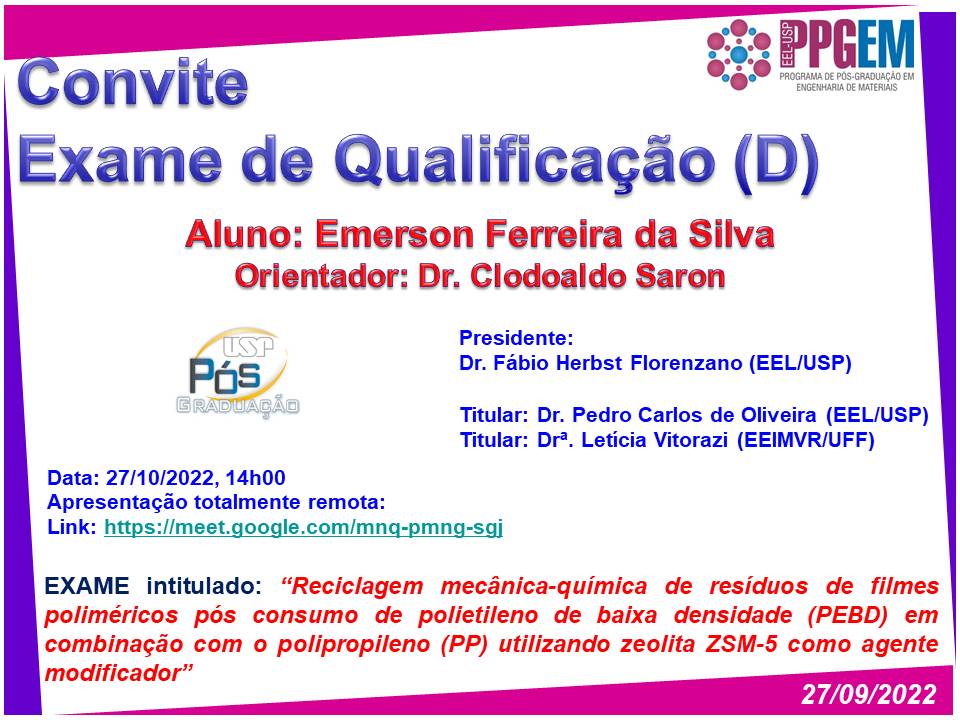 EEL-USP
PPGEM
PROGRAMA DE PÓS-GRADUAÇÃO EM
ENGENHARIA DE MATERIAIS
Convite
Exame de Qualificação (D)
Aluno: Emerson Ferreira da Silva
Orientador: Dr. Clodoaldo Saron
USP
Pós
GRADUAÇÃO
Presidente:
Dr. Fábio Herbst Florenzano (EEL/USP)
Titular: Dr. Pedro Carlos de Oliveira (EEL/USP)
Titular: Drª. Letícia Vitorazi (EEIMVR/UFF)
Data: 27/10/2022, 14h00
Apresentação totalmente remota:
Link: https://meet.google.com/mnq-pmng-sgj
EXAME intitulado: “Reciclagem mecânica-química de resíduos de filmes
poliméricos pós consumo de polietileno de baixa densidade (PEBD) em
combinação com o polipropileno (PP) utilizando zeolita ZSM-5 como agente
modificador”
27/09/2022